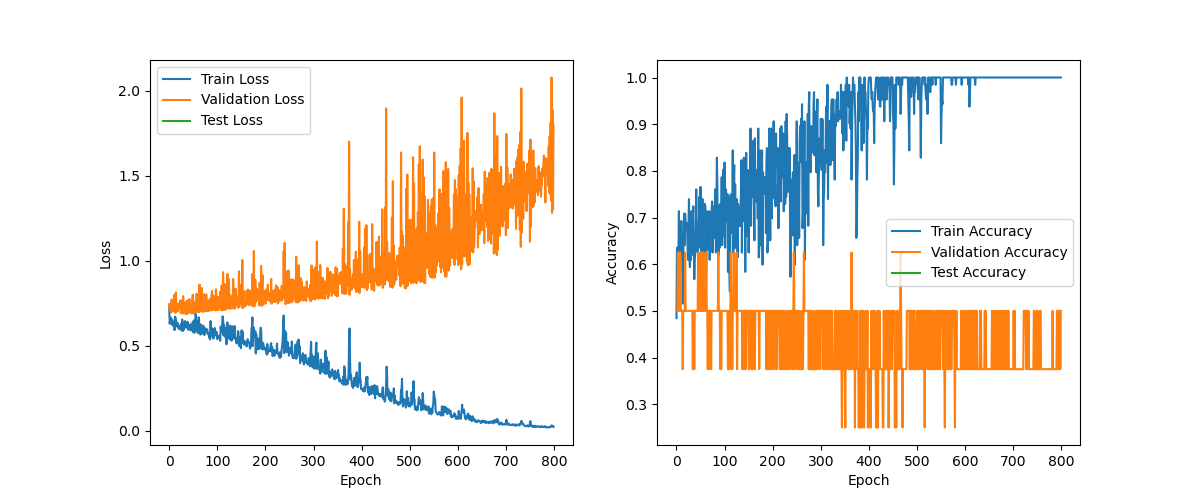 Train Loss
Validation Loss
Test Loss
2.0
1.5
1.0
0.5
0.0
Loss
0 100 200 300 400 500 600 700 800
Epoch
1.0
0.9
0.8
0.7
0.6
0.5
0.4
0.3
Accuracy
Train Accuracy
Validation Accuracy
Test Accuracy
0 100 200 300 400 500 600 700 800
Epoch